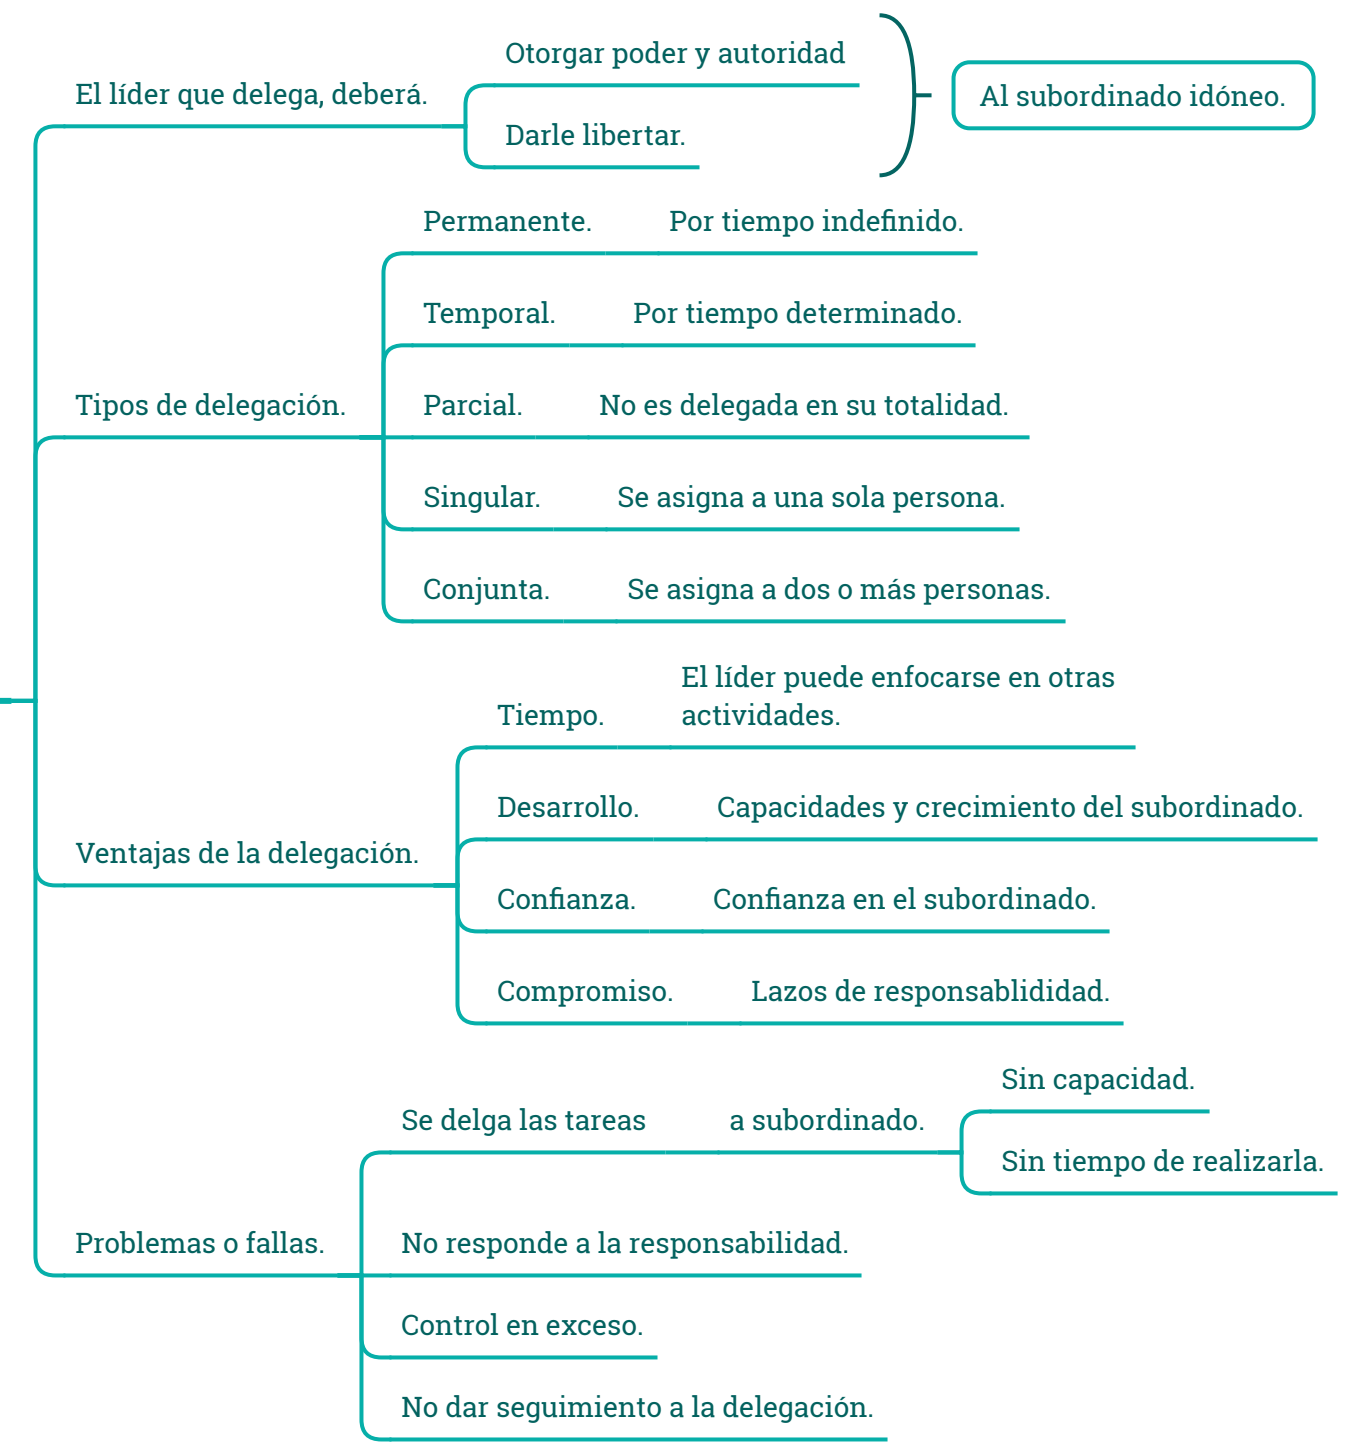 El líder que delega, deberá.
Otorgar poder y autoridad
Darle libertar.
Al subordinado idóneo.
Tipos de delegación.
Permanente.
Por tiempo indefinido.
Temporal.
Por tiempo determinado.
Parcial.
No es delegada en su totalidad.
Singular.
Se asigna a una sola persona.
Conjunta.
Se asigna a dos o más personas.
Ventajas de la delegación.
Tiempo.
El líder puede enfocarse en otras
actividades.
Desarrollo.
Capacidades y crecimiento del subordinado.
Confianza.
Confianza en el subordinado.
Compromiso.
Lazos de responsablididad.
Problemas o fallas.
Se delga las tareas
a subordinado.
Sin capacidad.
Sin tiempo de realizarla.
No responde a la responsabilidad.
Control en exceso.
No dar seguimiento a la delegación.